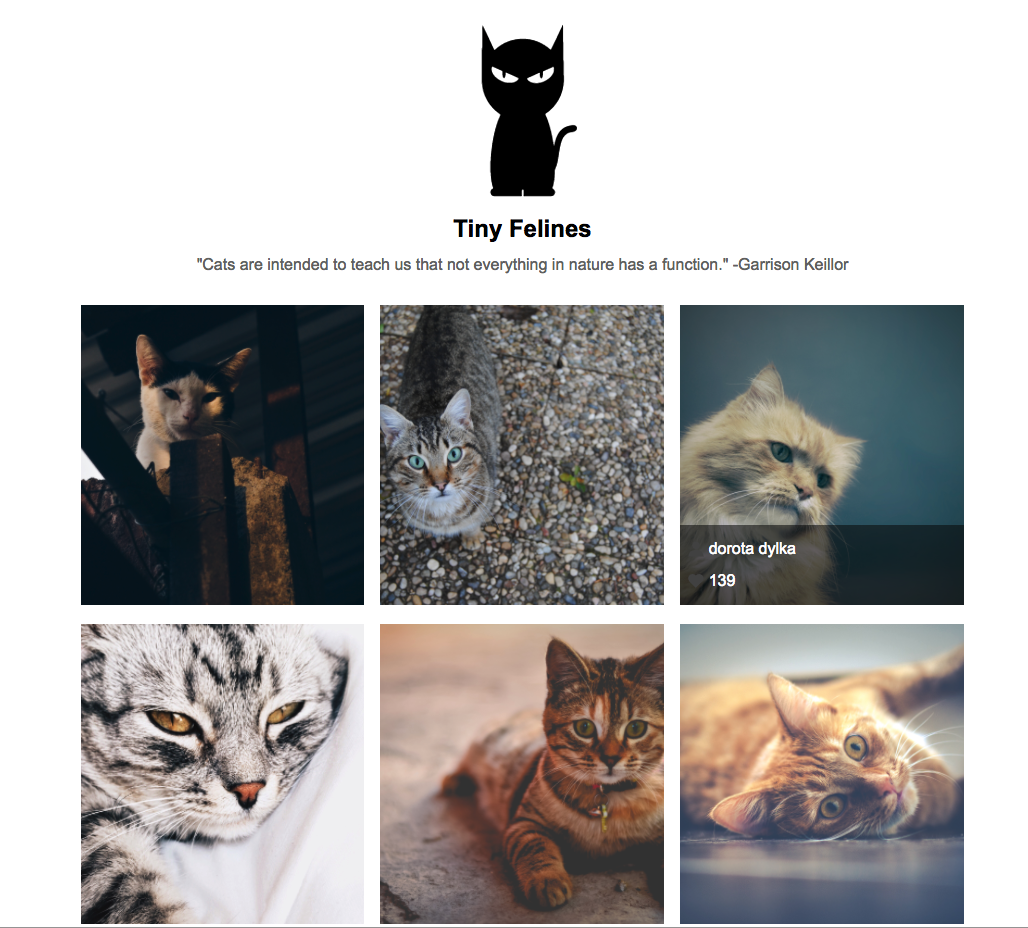 Tiny Felines
"Cats are intended to teach us that not everything in nature has a function." -Garrison Keillor
dorota dylka
139